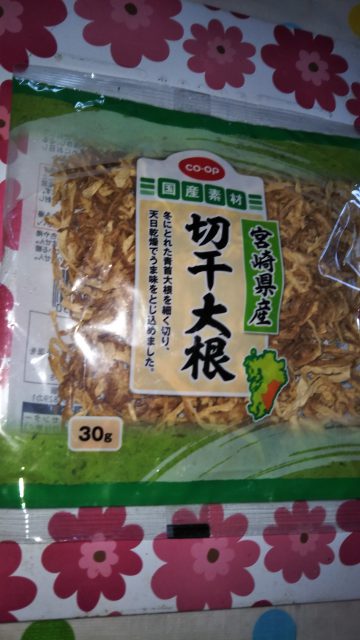 co-op
国産素材
宮崎県産
切干大根
冬にとれた青首大根を細く切り、
天日乾燥でうま味をとじ込めました。
30g